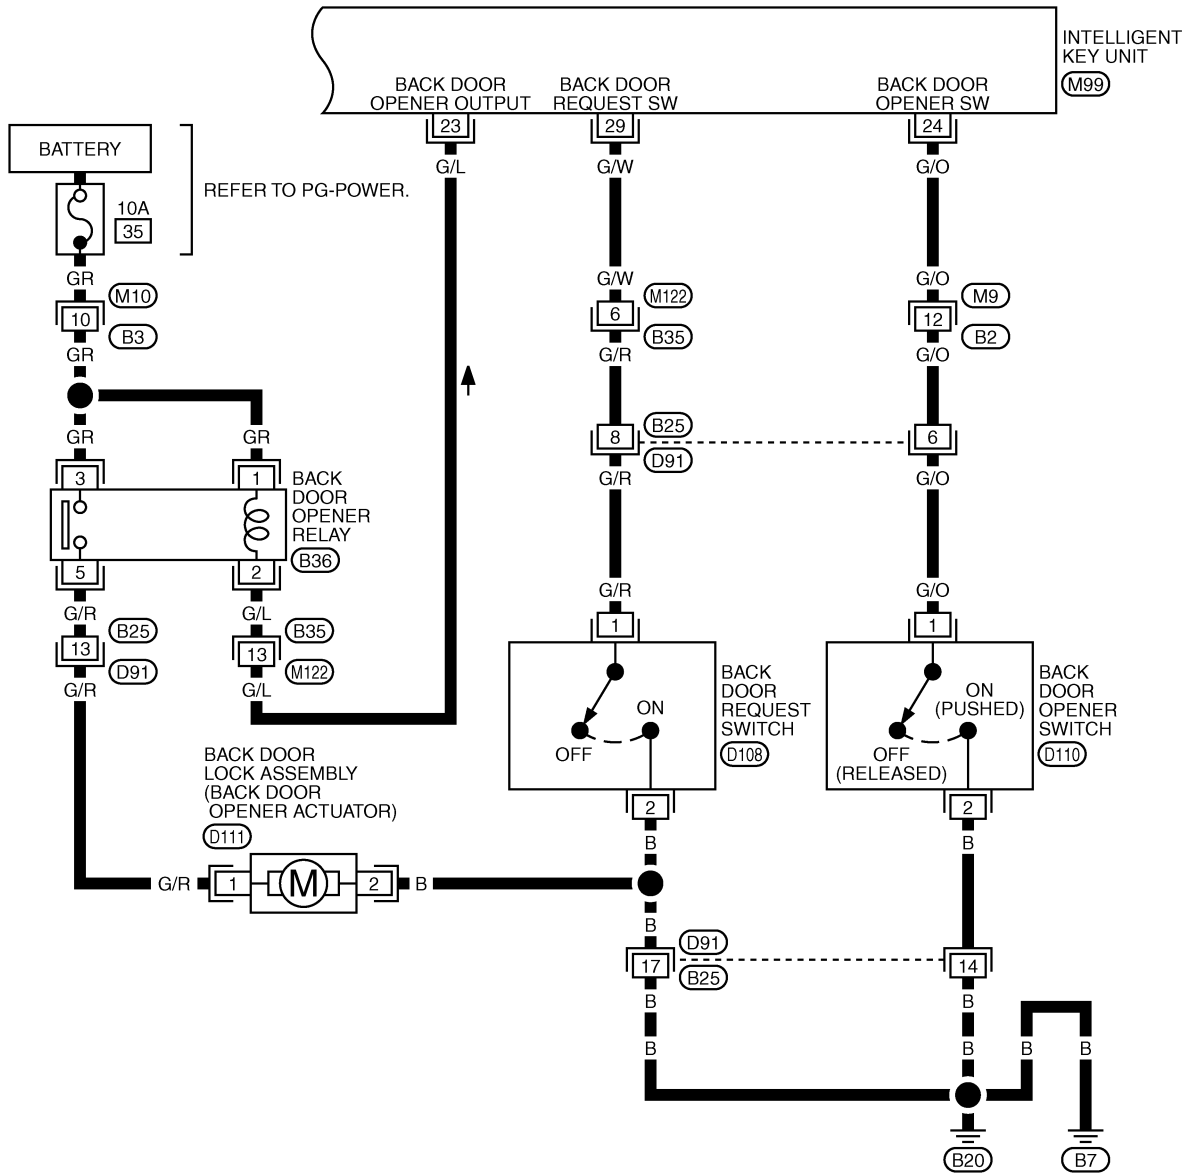 INTELLIGENT
KEY UNIT
M99
BACK DOOR
OPENER OUTPUT
BACK DOOR
REQUEST SW
BACK DOOR
OPENER SW
23
29
24
BATTERY
REFER TO PG-POWER.
10A
35
G/L
G/W
G/O
GR
M10
10
B3
GR
G/W
M122
6
B35
G/R
G/O
M9
12
B2
G/O
GR
GR
B25
8
D91
6
G/R
G/O
3
1
BACK
DOOR
OPENER
RELAY
B36
5
2
G/R
G/L
B25
13
D91
B35
13
M122
G/R
G/L
G/R
G/O
1
1
BACK
DOOR
REQUEST
SWITCH
D108
ON
OFF
BACK
DOOR
OPENER
SWITCH
D110
ON
(PUSHED)
OFF
(RELEASED)
2
2
BACK DOOR
LOCK ASSEMBLY
(BACK DOOR
OPENER ACTUATOR)
D111
B
B
G/R
1
M
2
B
B
D91
17
B25
14
B
B
B
B
B
B
B20
B7